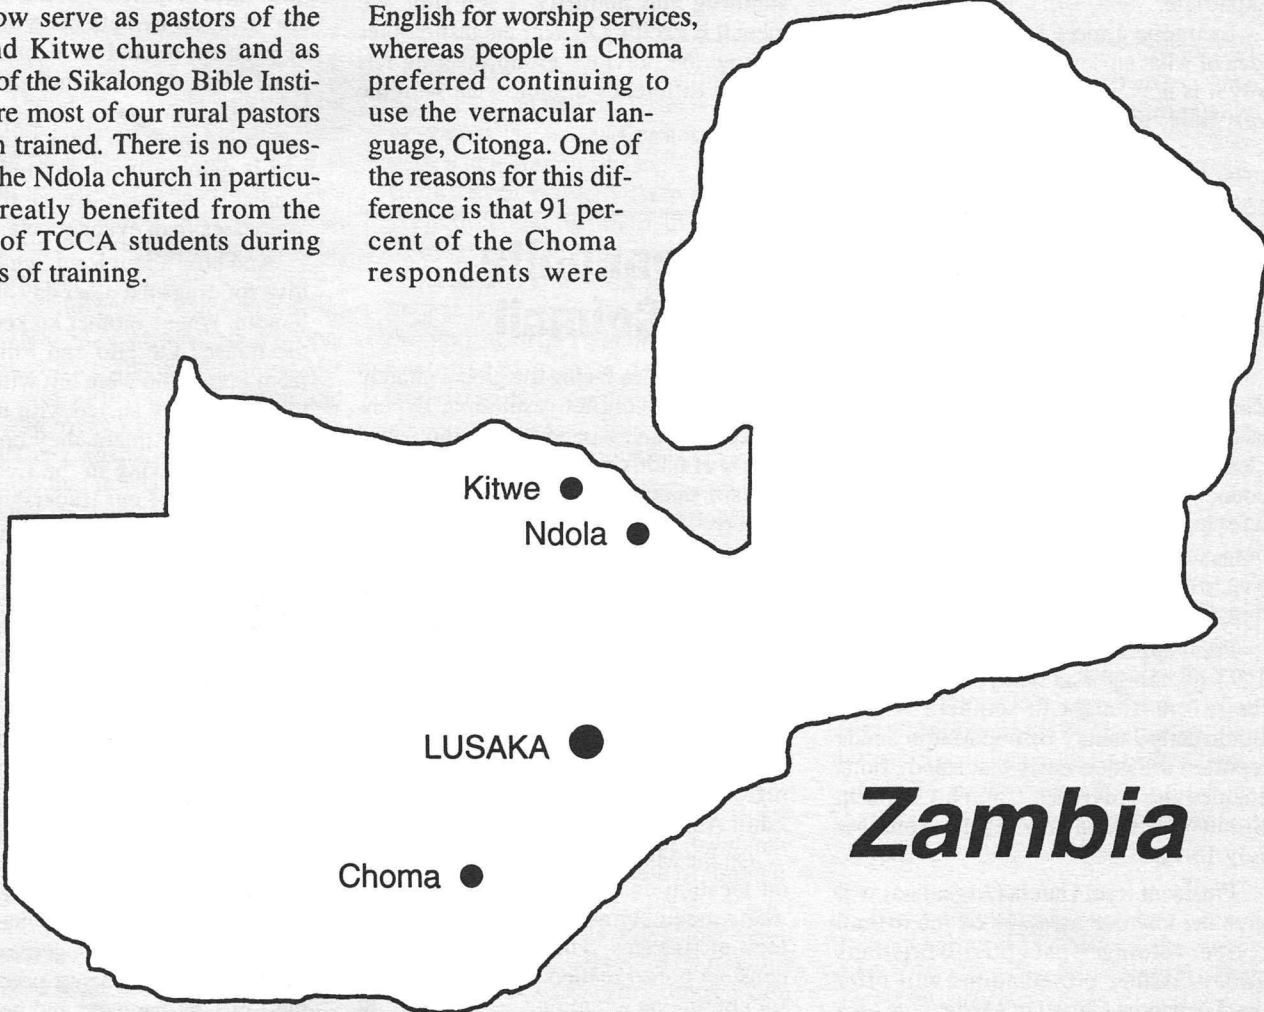 ow serve as pastors of the
nd Kitwe churches and as
of the Sikalongo Bible Insti-
re most of our rural pastors
n trained. There is no ques-
he Ndola church in particu-
reatly benefited from the
of TCCA students during
s of training.
English for worship services,
whereas people in Choma
preferred continuing to
use the vernacular lan-
guage, Citonga. One of
the reasons for this dif-
ference is that 91 per-
cent of the Choma
respondents were
Kitwe
Ndola
LUSAKA
Choma
Zambia